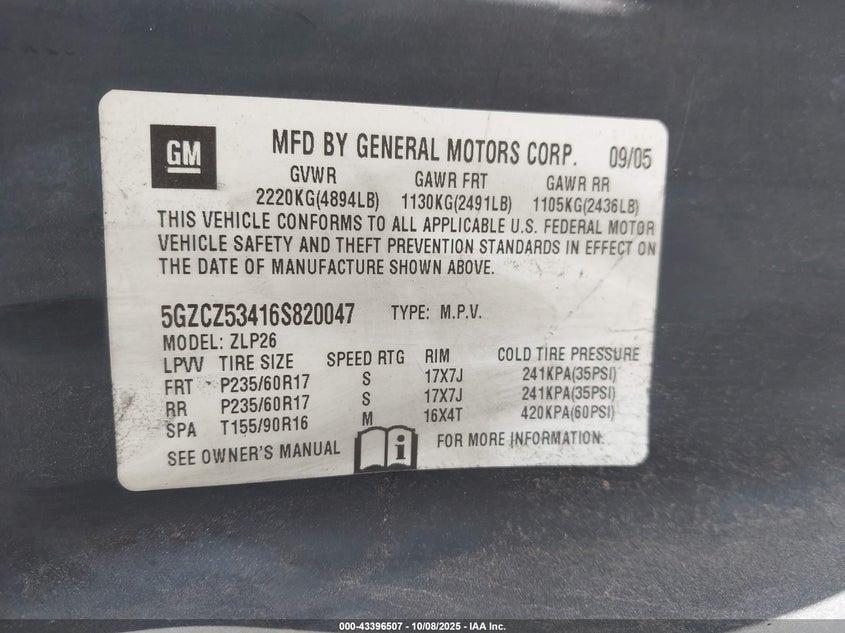 GM
MFD BY GENERAL MOTORS CORP. 09/05
GVWR GAWR FRT GAWR RR
2220KG(4894LB) 1130KG(2491LB) 1105KG(2436LB)
THIS VEHICLE CONFORMS TO ALL APPLICABLE U.S. FEDERAL MOTOR
VEHICLE SAFETY AND THEFT PREVENTION STANDARDS IN EFFECT ON
THE DATE OF MANUFACTURE SHOWN ABOVE.
5GZCZ53416S820047 TYPE: M.P.V.
MODEL: ZLP26
LPVV TIRE SIZE SPEED RTG RIM COLD TIRE PRESSURE
FRT P235/60R17 S 17X7J 241KPA(35PSI)
RR P235/60R17 S 17X7J 241KPA(35PSI)
SPA T155/90R16 M 16X4T 420KPA(60PSI)
SEE OWNER'S MANUAL i FOR MORE INFORMATION.
000-43396507 - 10/08/2025 - IAA Inc.